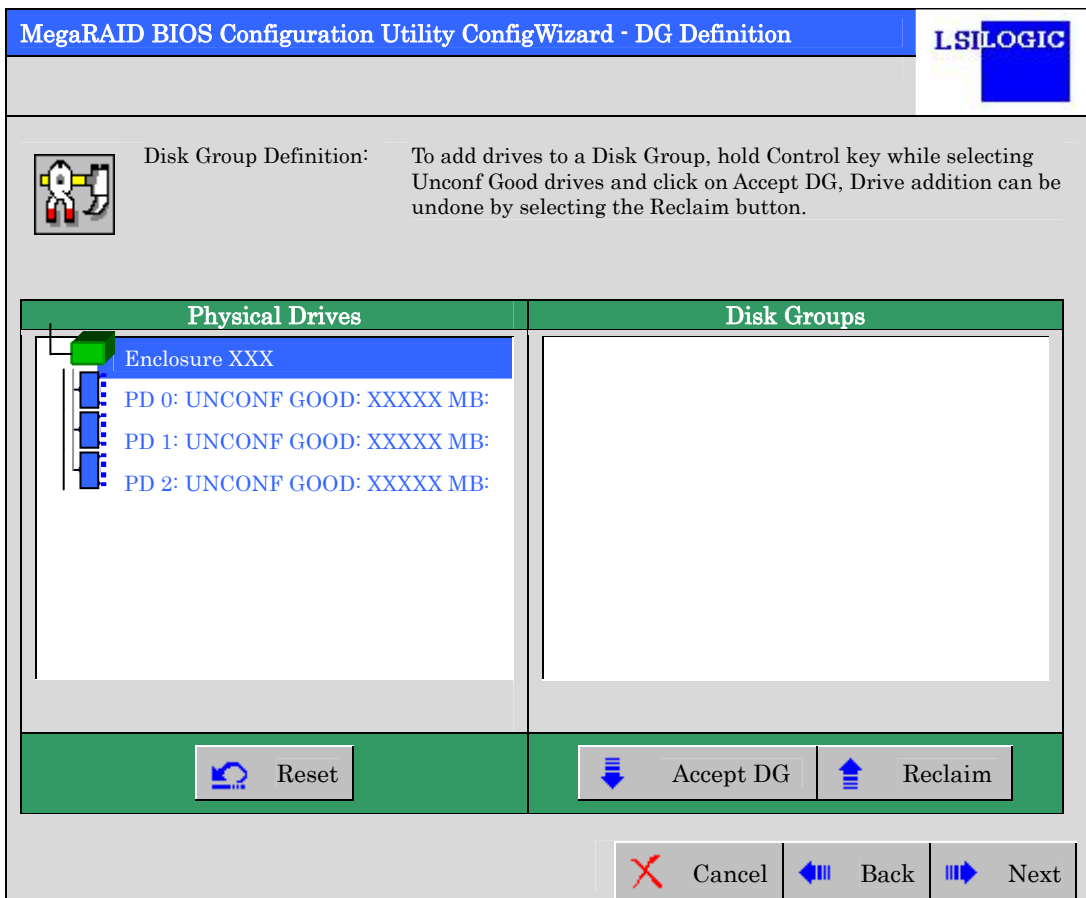 MegaRAID BIOS Configuration Utility ConfigWizard - DG Definition
LSILOGIC
Disk Group Definition:
To add drives to a Disk Group, hold Control key while selecting
Unconf Good drives and click on Accept DG, Drive addition can be
undone by selecting the Reclaim button.
Physical Drives
Enclosure XXX
PD 0: UNCONF GOOD: XXXXX MB:
PD 1: UNCONF GOOD: XXXXX MB:
PD 2: UNCONF GOOD: XXXXX MB:
Disk Groups
Reset
Accept DG
Reclaim
Cancel
Back
Next